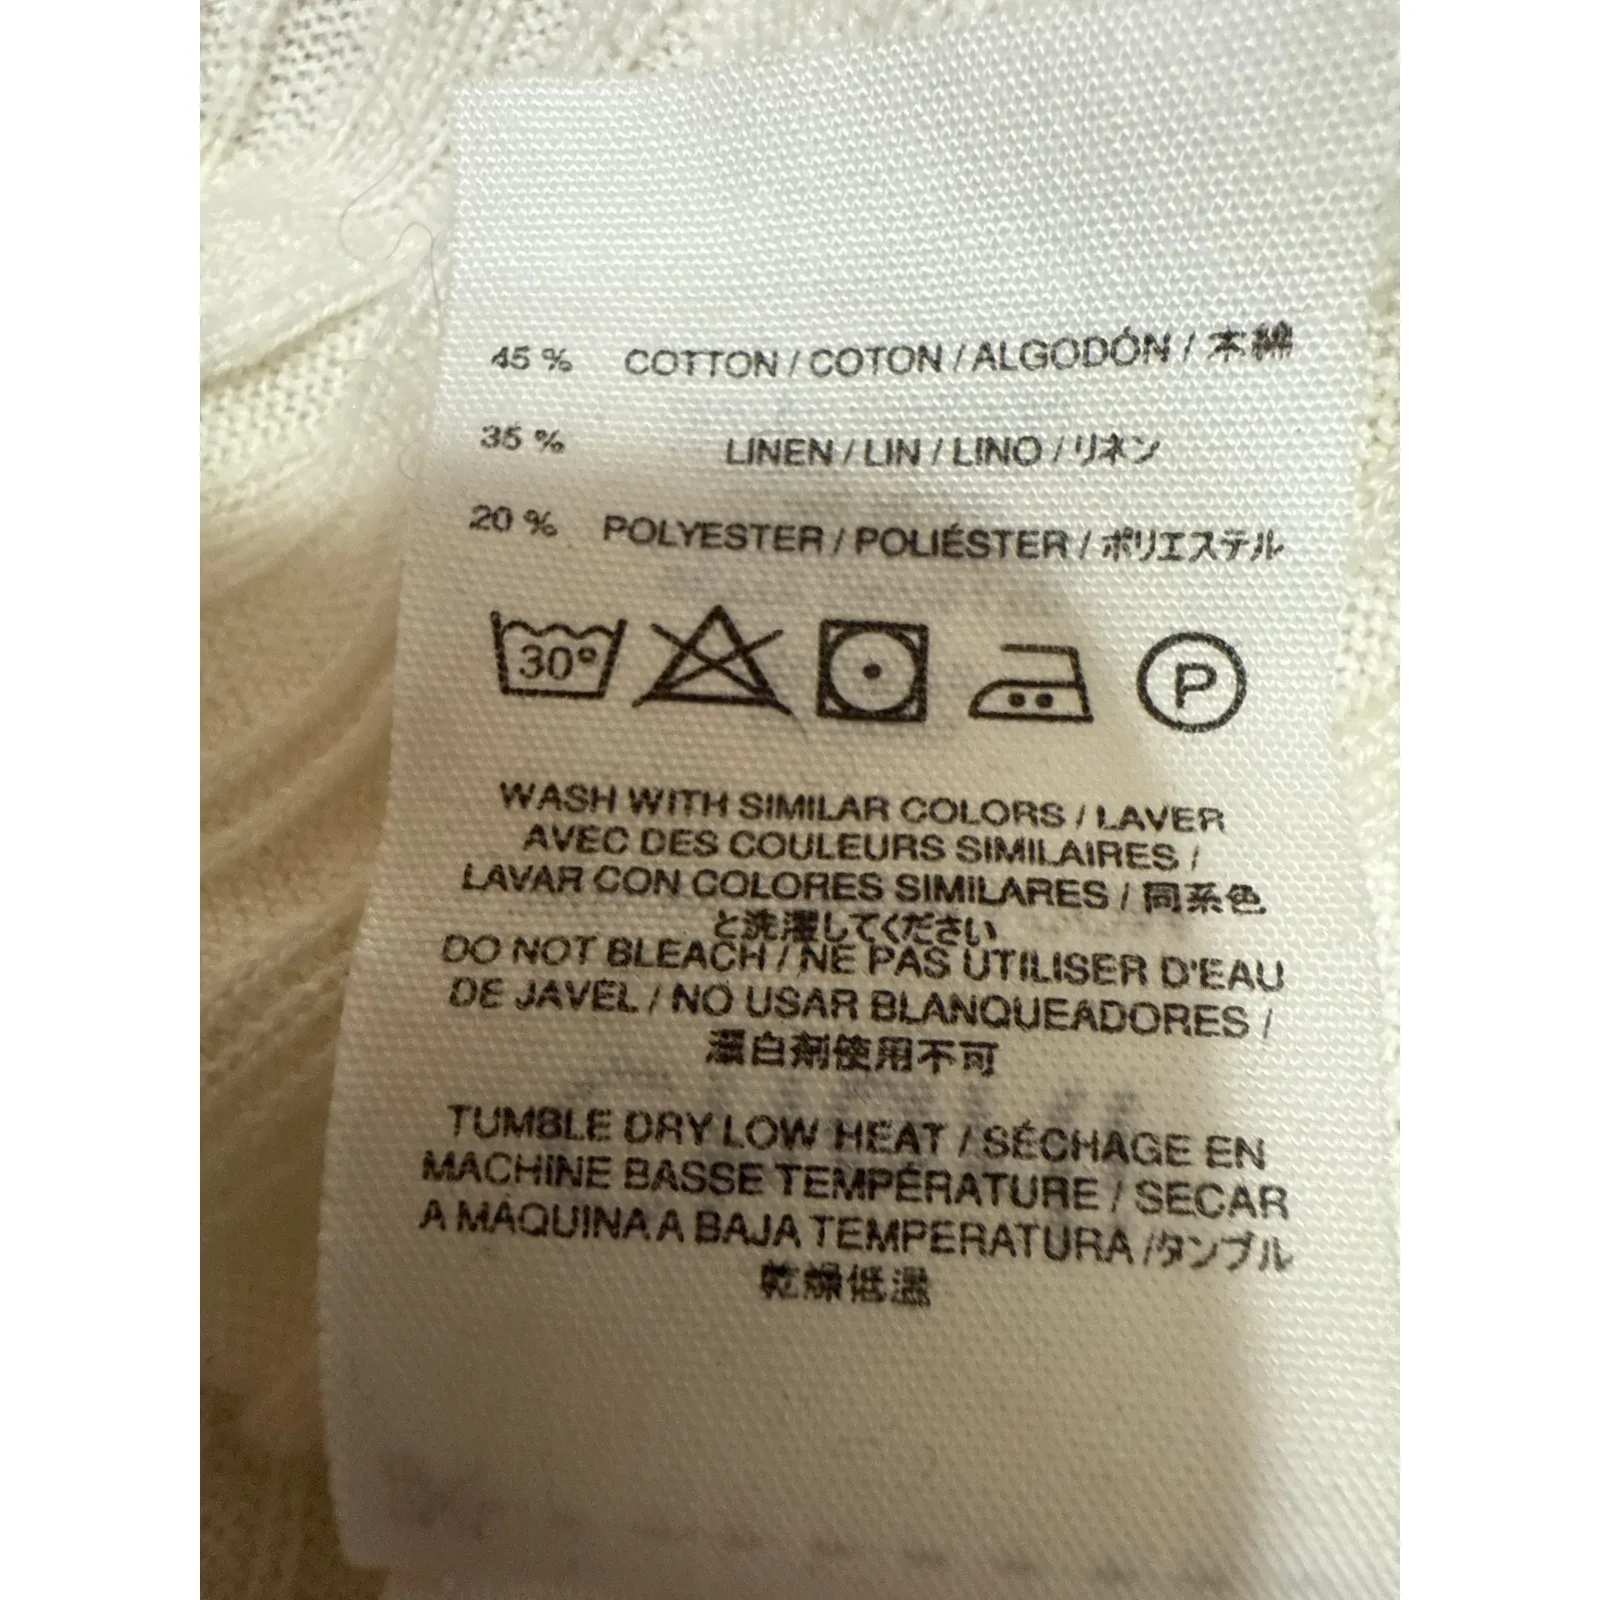 45 % COTTON / COTON / ALGODÓN / 木綿
35 % LINEN / LIN / LINO / リネン
20 % POLYESTER / POLIÉSTER / ポリエステル
30° P
WASH WITH SIMILAR COLORS / LAVER
AVEC DES COULEURS SIMILAIRES /
LAVAR CON COLORES SIMILARES / 同系色
と洗濯してください
DO NOT BLEACH / NE PAS UTILISER D'EAU
DE JAVEL / NO USAR BLANQUEADORES /
漂白剤使用不可
TUMBLE DRY LOW HEAT / SÉCHAGE EN
MACHINE BASSE TEMPÉRATURE / SECAR
A MÁQUINA A BAJA TEMPERATURA /タンブル
乾燥低温